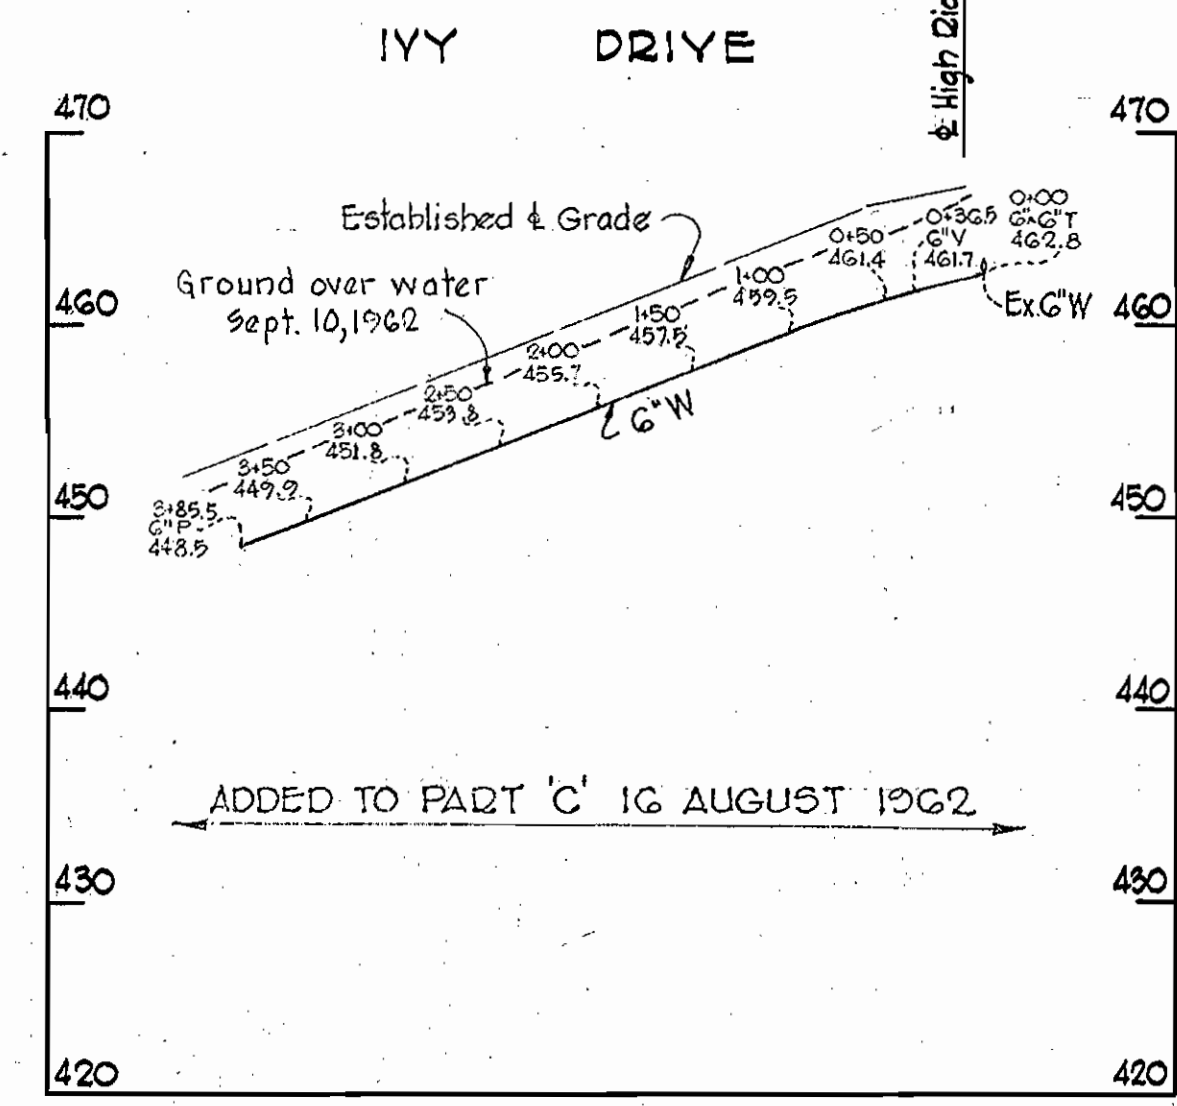 IVY DRIVE
℄ High Rid
470
470
Established ℄ Grade
Ground over water
Sept. 10, 1962
0+00
6"x6"T
462.8
0+36.5
6"V
461.7
0+50
461.4
1+00
459.5
1+50
457.5
2+00
455.7
2+50
453.8
3+00
451.8
3+50
449.9
3+85.5
6"P
448.5
Ex.6"W
6"W
460
460
450
450
440
440
ADDED TO PART 'C' 16 AUGUST 1962
430
430
420
420